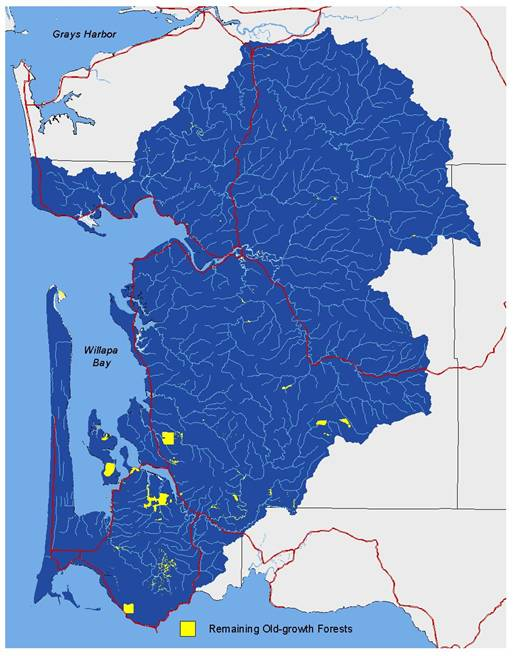 Grays Harbor
Willapa
Bay
Remaining Old-growth Forests